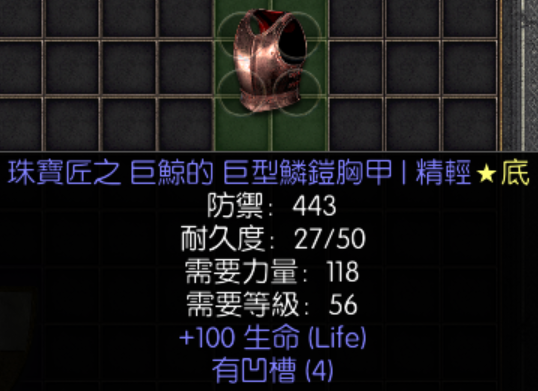 珠寶匠之 巨鯨的 巨型鱗鎧胸甲 | 精輕★底
防禦: 443
耐久度: 27/50
需要力量: 118
需要等級: 56
+100 生命 (Life)
有凹槽 (4)